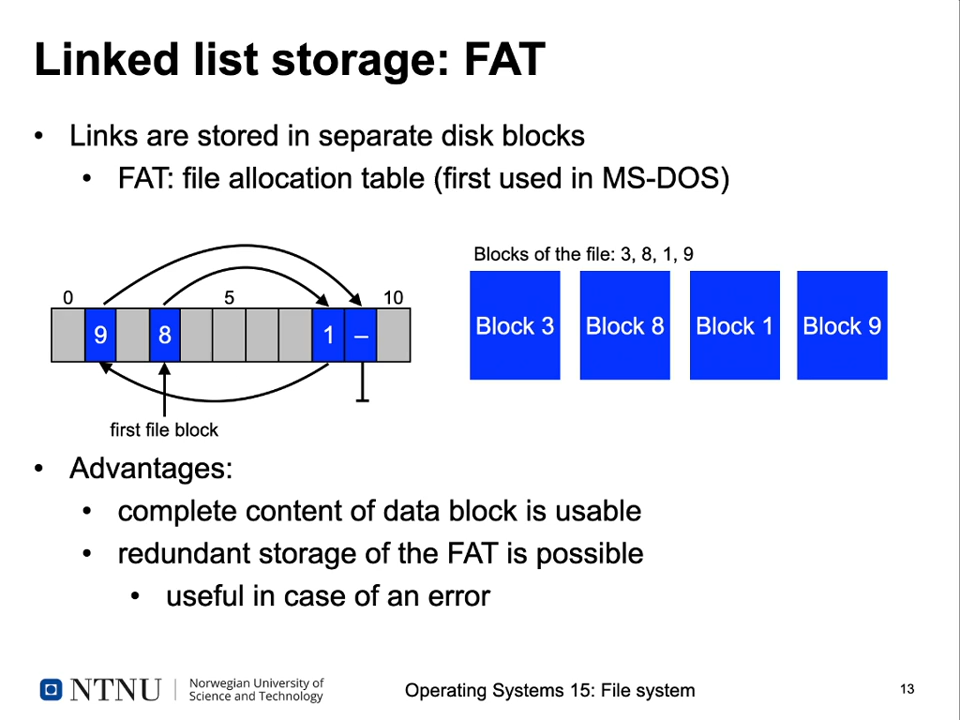 Linked list storage: FAT
• Links are stored in separate disk blocks
• FAT: file allocation table (first used in MS-DOS)
Blocks of the file: 3, 8, 1, 9
0 5 10
9 8 1 –
Block 3 Block 8 Block 1 Block 9
first file block
• Advantages:
• complete content of data block is usable
• redundant storage of the FAT is possible
• useful in case of an error
NTNU
Norwegian University of
Science and Technology
Operating Systems 15: File system
13